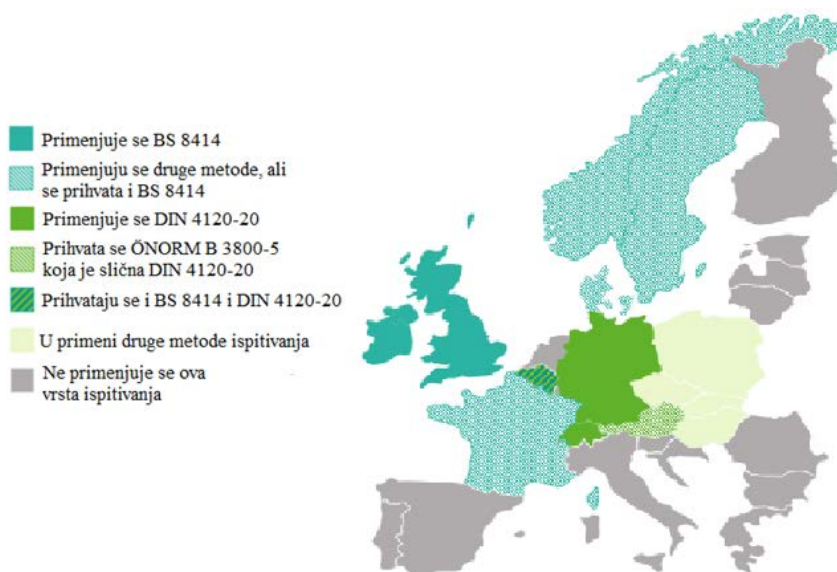 Primenjuje se BS 8414
Primenjuju se druge metode, ali
se prihvata i BS 8414
Primenjuje se DIN 4120-20
Prihvata se ÖNORM B 3800-5
koja je slična DIN 4120-20
Prihvataju se i BS 8414 i DIN 4120-20
U primeni druge metode ispitivanja
Ne primenjuje se ova
vrsta ispitivanja